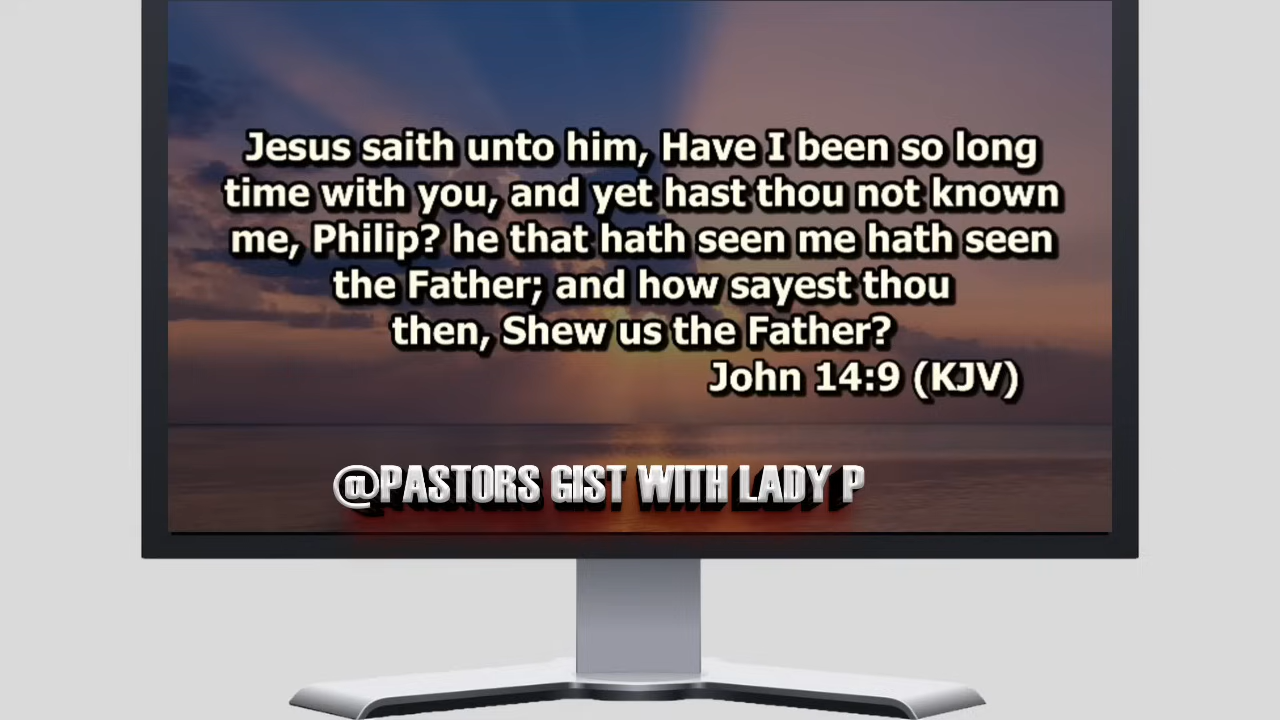 Jesus saith unto him, Have I been so long
time with you, and yet hast thou not known
me, Philip? he that hath seen me hath seen
the Father; and how sayest thou
then, Shew us the Father?
John 14:9 (KJV)
@PASTORS GIST WITH LADY P